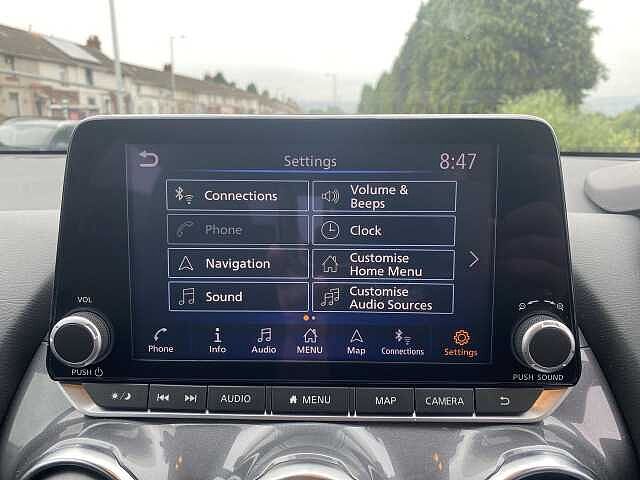 Settings
8:47
Connections
Volume &
Beeps
Phone
Clock
Navigation
Customise
Home Menu
Sound
Customise
Audio Sources
Phone
Info
Audio
MENU
Map
Connections
Settings
VOL
PUSH
PUSH SOUND
AUDIO
MENU
MAP
CAMERA